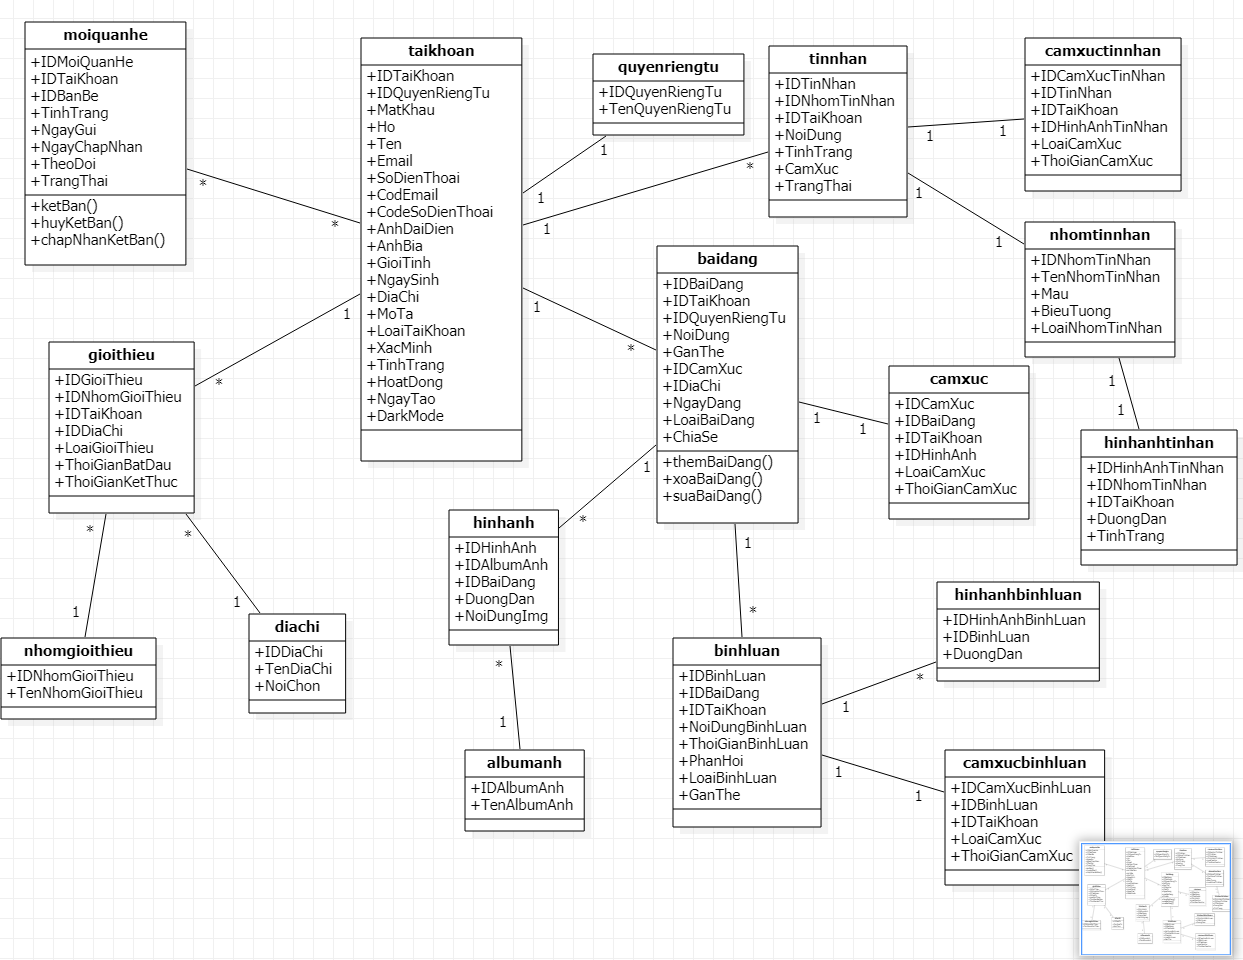 moiquanhe
+IDMoiQuanHe
+IDTaiKhoan
+IDBanBe
+TinhTrang
+NgayGui
+NgayChapNhan
+TheoDoi
+TrangThai
+ketBan()
+huyKetBan()
+chapNhanKetBan()
*
*
taikhoan
+IDTaiKhoan
+IDQuyenRiengTu
+MatKhau
+Ho
+Ten
+Email
+SoDienThoai
+CodEmail
+CodeSoDienThoai
+AnhDaiDien
+AnhBia
+GioiTinh
+NgaySinh
+DiaChi
+MoTa
+LoaiTaiKhoan
+XacMinh
+TinhTrang
+HoatDong
+NgayTao
+DarkMode
quyenriengtu
+IDQuyenRiengTu
+TenQuyenRiengTu
1
1
1
*
tinnhan
+IDTinNhan
+IDNhomTinNhan
+IDTaiKhoan
+NoiDung
+TinhTrang
+CamXuc
+TrangThai
1
1
camxuctinnhan
+IDCamXucTinNhan
+IDTinNhan
+IDTaiKhoan
+IDHinhAnhTinNhan
+LoaiCamXuc
+ThoiGianCamXuc
1
1
nhomtinnhan
+IDNhomTinNhan
+TenNhomTinNhan
+Mau
+BieuTuong
+LoaiNhomTinNhan
1
1
hinhanhtinhan
+IDHinhAnhTinNhan
+IDNhomTinNhan
+IDTaiKhoan
+DuongDan
+TinhTrang
1
*
baidang
+IDBaiDang
+IDTaiKhoan
+IDQuyenRiengTu
+NoiDung
+GanThe
+IDCamXuc
+IDiaChi
+NgayDang
+LoaiBaiDang
+ChiaSe
+themBaiDang()
+xoaBaiDang()
+suaBaiDang()
1
1
camxuc
+IDCamXuc
+IDBaiDang
+IDTaiKhoan
+IDHinhAnh
+LoaiCamXuc
+ThoiGianCamXuc
1
*
gioithieu
+IDGioiThieu
+IDNhomGioiThieu
+IDTaiKhoan
+IDDiaChi
+LoaiGioiThieu
+ThoiGianBatDau
+ThoiGianKetThuc
*
1
*
1
nhomgioithieu
+IDNhomGioiThieu
+TenNhomGioiThieu
diachi
+IDDiaChi
+TenDiaChi
+NoiChon
1
*
hinhanh
+IDHinhAnh
+IDAlbumAnh
+IDBaiDang
+DuongDan
+NoiDungImg
*
1
albumanh
+IDAlbumAnh
+TenAlbumAnh
1
*
binhluan
+IDBinhLuan
+IDBaiDang
+IDTaiKhoan
+NoiDungBinhLuan
+ThoiGianBinhLuan
+PhanHoi
+LoaiBinhLuan
+GanThe
1
*
hinhanhbinhluan
+IDHinhAnhBinhLuan
+IDBinhLuan
+DuongDan
1
1
camxucbinhluan
+IDCamXucBinhLuan
+IDBinhLuan
+IDTaiKhoan
+LoaiCamXuc
+ThoiGianCamXuc